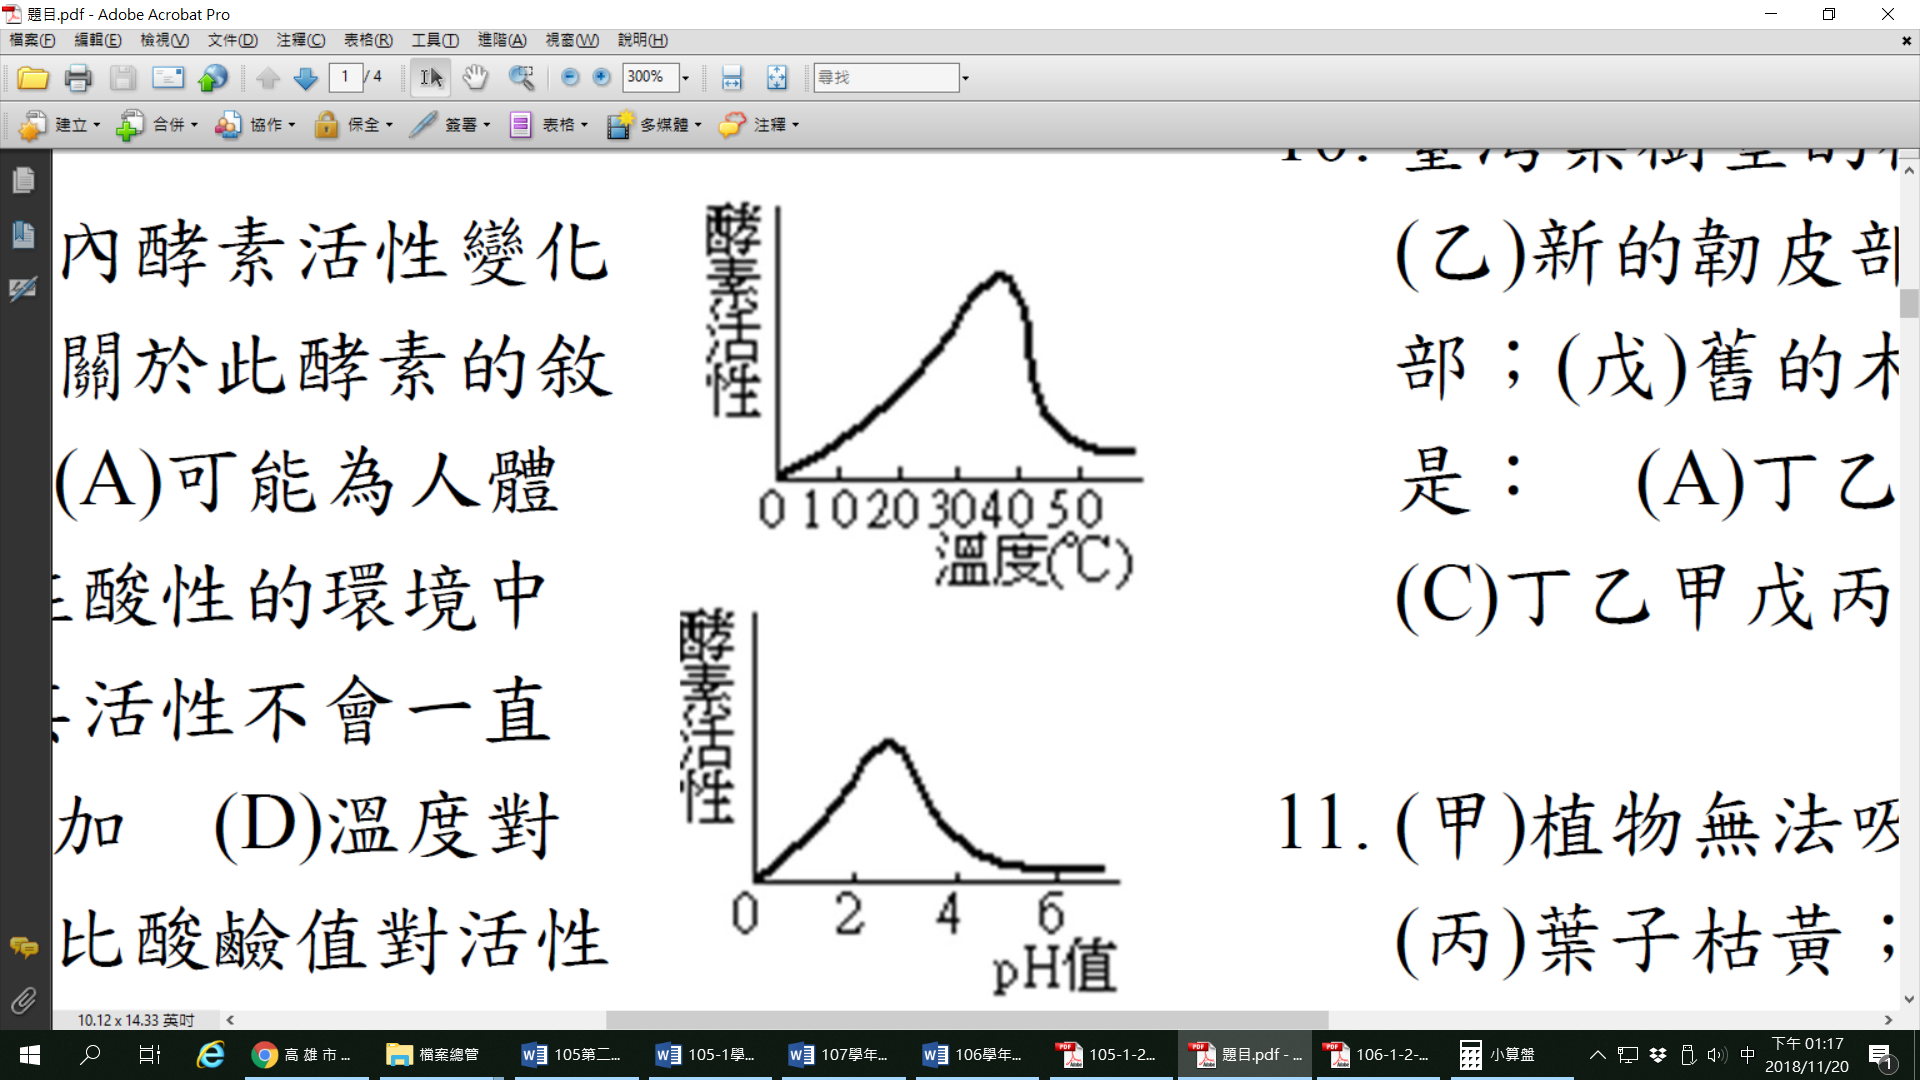 題目.pdf - Adobe Acrobat Pro
檔案(F) 編輯(E) 檢視(V) 文件(D) 注釋(C) 表格(R) 工具(T) 進階(A) 視窗(W) 說明(H)
1 / 4 300% 尋找
建立 合併 協作 保全 簽署 表格 多媒體 注釋
內酵素活性變化
關於此酵素的敘
(A)可能為人體
酸性的環境中
活性不會一直
加 (D)溫度對
比酸鹼值對活性
酵素活性
0 10 20 30 40 50
溫度(℃)
酵素活性
0 2 4 6
pH值
(乙)新的韌皮部
部；(戊)舊的木
是： (A)丁乙
(C)丁乙甲戊丙
11. (甲)植物無法吸
(丙)葉子枯黃；
10.12 x 14.33 英吋
高雄市... 檔案總管 105第二... 105-1學... 107學年... 106學年... 105-1-2... 題目.pdf - ... 106-1-2-... 小算盤
中 下午 01:17
2018/11/20
1